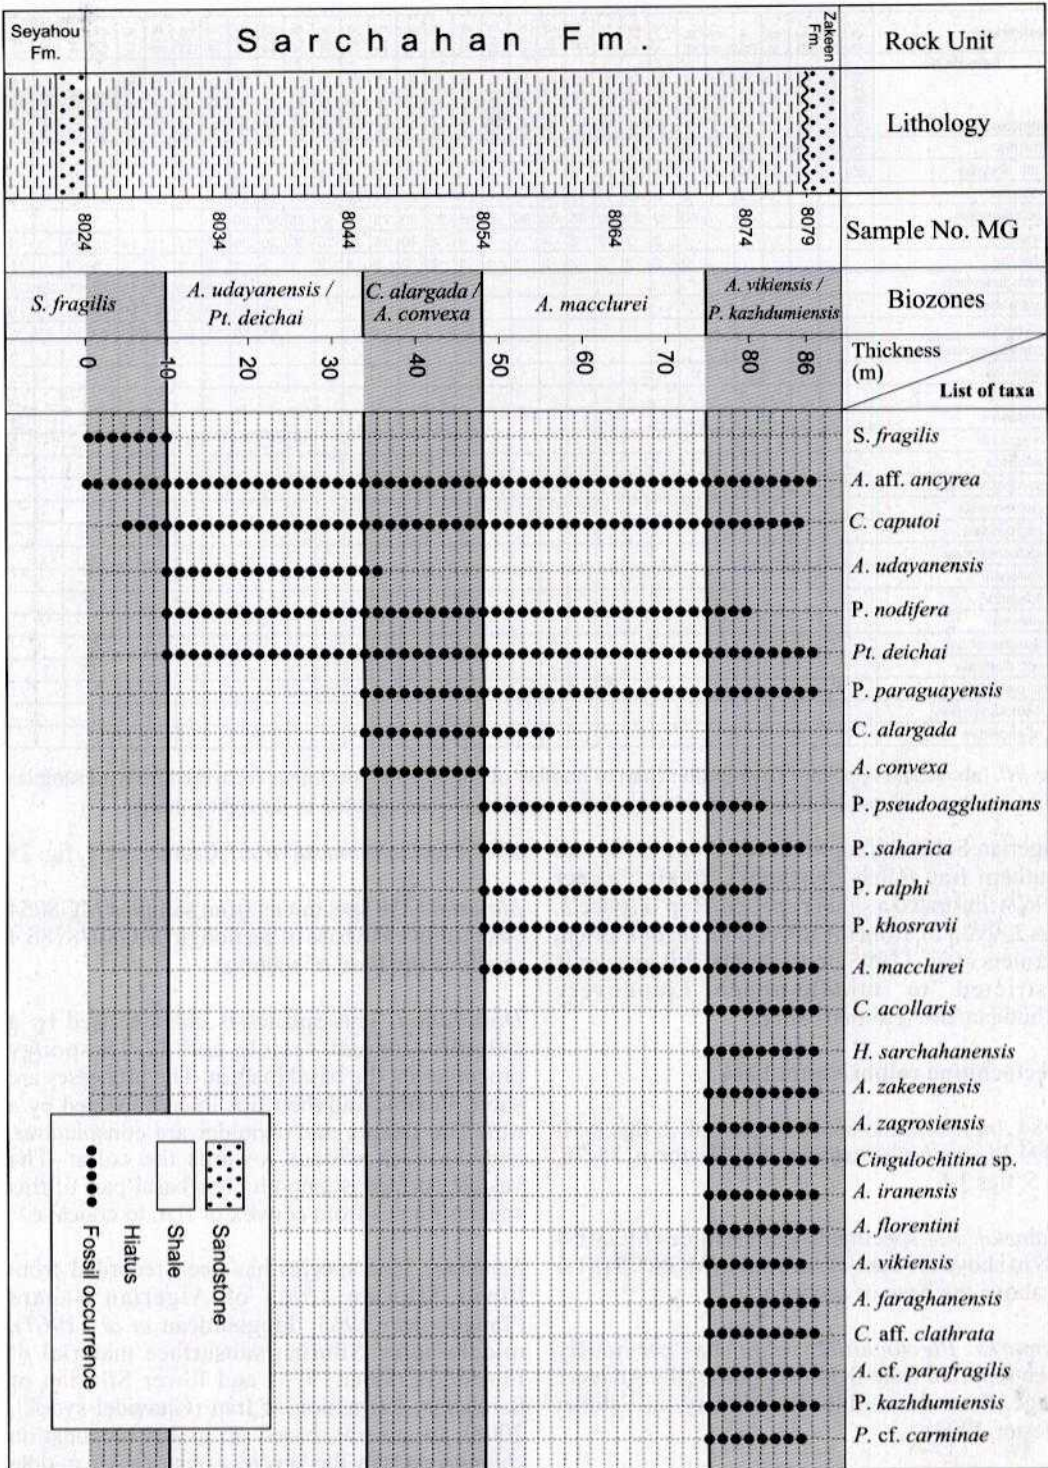 Seyahou
Fm.
Sarchahan Fm.
Zakeen
Fm.
Rock Unit
Lithology
8024
8034
8044
8054
8064
8074
8079
Sample No. MG
S. fragilis
A. udayanensis /
Pt. deichai
C. alargada /
A. convexa
A. macclurei
A. vikiensis /
P. kazhdumiensis
Biozones
0
10
20
30
40
50
60
70
80
86
Thickness
(m)
List of taxa
S. fragilis
A. aff. ancyrea
C. caputoi
A. udayanensis
P. nodifera
Pt. deichai
P. paraguayensis
C. alargada
A. convexa
P. pseudoagglutinans
P. saharica
P. ralphi
P. khosravii
A. macclurei
C. acollaris
H. sarchahanensis
A. zakeenensis
A. zagrosiensis
Cingulochitina sp.
A. iranensis
A. florentini
A. vikiensis
A. faraghanensis
C. aff. clathrata
A. cf. parafragilis
P. kazhdumiensis
P. cf. carminae
Sandstone
Shale
Hiatus
Fossil occurrence